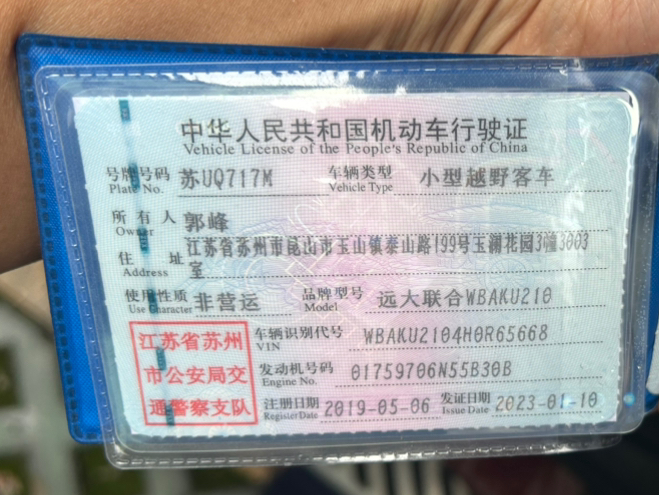 中华人民共和国机动车行驶证
Vehicle License of the People's Republic of China
号牌号码 苏UQ717M 车辆类型 小型越野客车
Plate No. Vehicle Type
所有人 郭峰
Owner
住址 江苏省苏州市昆山市玉山镇泰山路199号玉澜花园3幢3003
Address 室
使用性质 非营运 品牌型号 远大联合WBAKU210
Use Character Model
江苏省苏州 车辆识别代号 WBAKU2104H0R65668
VIN
市公安局交 发动机号码 01759706N55B30B
Engine No.
通警察支队 注册日期 2019-05-06 发证日期 2023-01-10
Register Date Issue Date